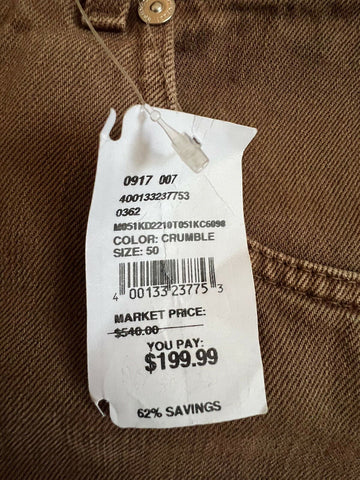 0917 007
400133237753
0362
M051KD2210T051KC6098
COLOR: CRUMBLE
SIZE: 50
4 00133 23775 3
MARKET PRICE:
$540.00
YOU PAY:
$199.99
62% SAVINGS